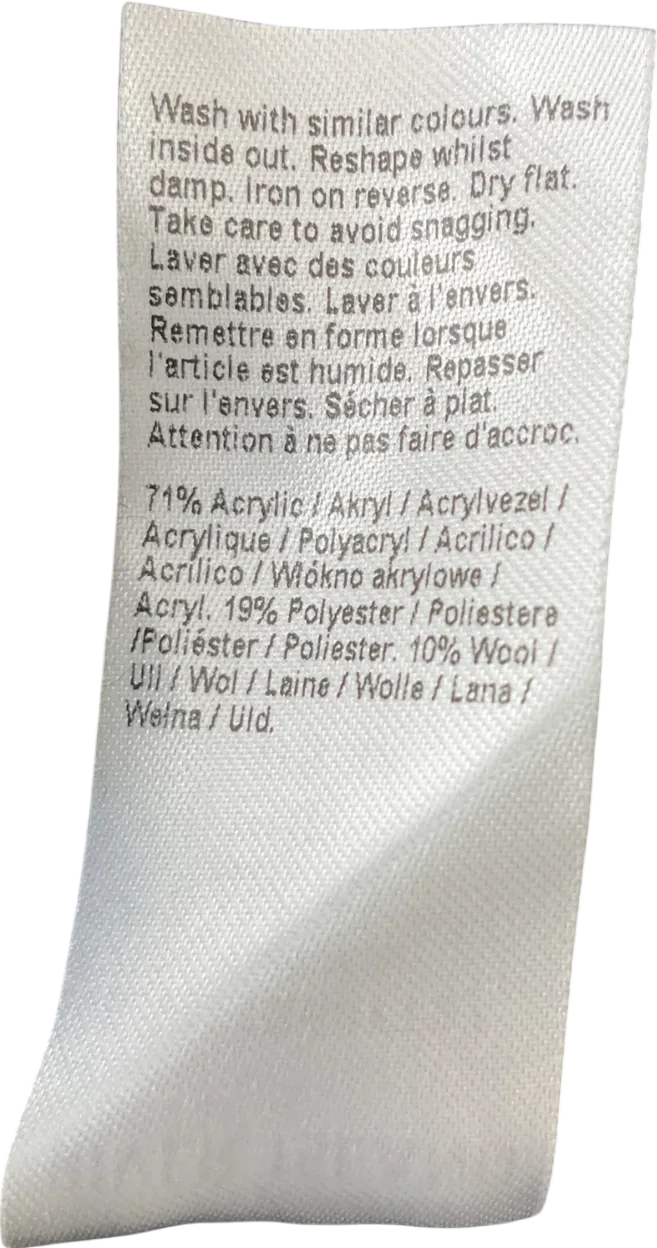 Wash with similar colours. Wash
inside out. Reshape whilst
damp. Iron on reverse. Dry flat.
Take care to avoid snagging.
Laver avec des couleurs
semblables. Laver à l'envers.
Remettre en forme lorsque
l'article est humide. Repasser
sur l'envers. Sécher à plat.
Attention à ne pas faire d'accroc.
71% Acrylic / Akryl / Acrylvezel /
Acrylique / Polyacryl / Acrilico /
Acrílico / Włókno akrylowe /
Acryl. 19% Polyester / Poliestere
/Poliéster / Poliester. 10% Wool /
Ull / Wol / Laine / Wolle / Lana /
Wełna / Uld.